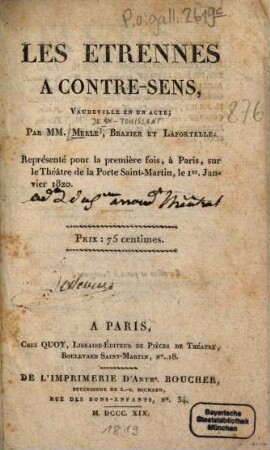 P.o.gall. 2619c
LES ETRENNES
A CONTRE-SENS,
276
VAUDEVILLE EN UN ACTE;
JEAN-TOUSSAINT
PAR MM. MERLE, BRAZIER ET LAFORTELLE.
Représenté pour la première fois, à Paris, sur
le Théâtre de la Porte Saint-Martin, le 1er. Jan-
vier 1820.
PRIX : 75 centimes.
A PARIS,
CHEZ QUOY, LIBRAIRE-ÉDITEUR DE PIÈCES DE THÉATRE,
BOULEVARD SAINT-MARTIN, Nº. 18.
DE L'IMPRIMERIE D'ANTHe. BOUCHER,
SUCCESSEUR DE L.-G. MICHAUD,
RUE DES BONS-ENFANTS, Nº. 34.
M. DCCC. XIX.
1819
Bayerische
Staatsbibliothek
München